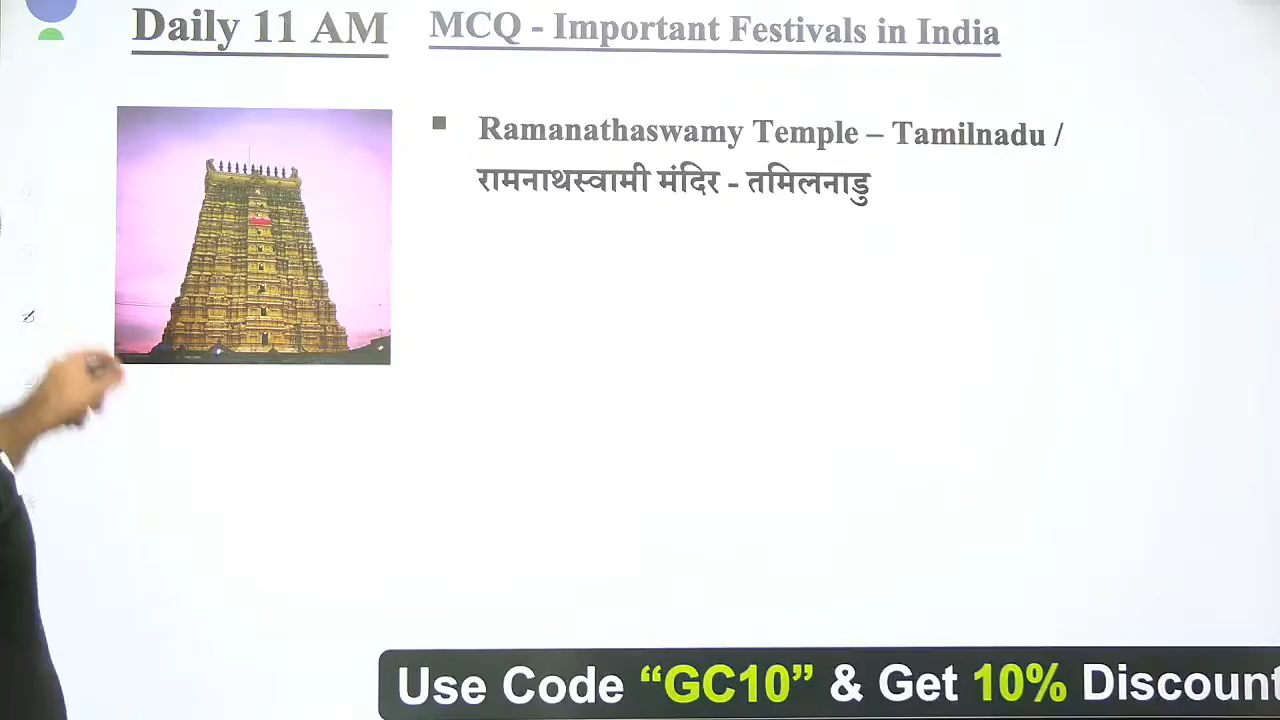 Daily 11 AM MCQ - Important Festivals in India
Ramanathaswamy Temple – Tamilnadu /
रामनाथस्वामी मंदिर - तमिलनाडु
Use Code “GC10” & Get 10% Discount